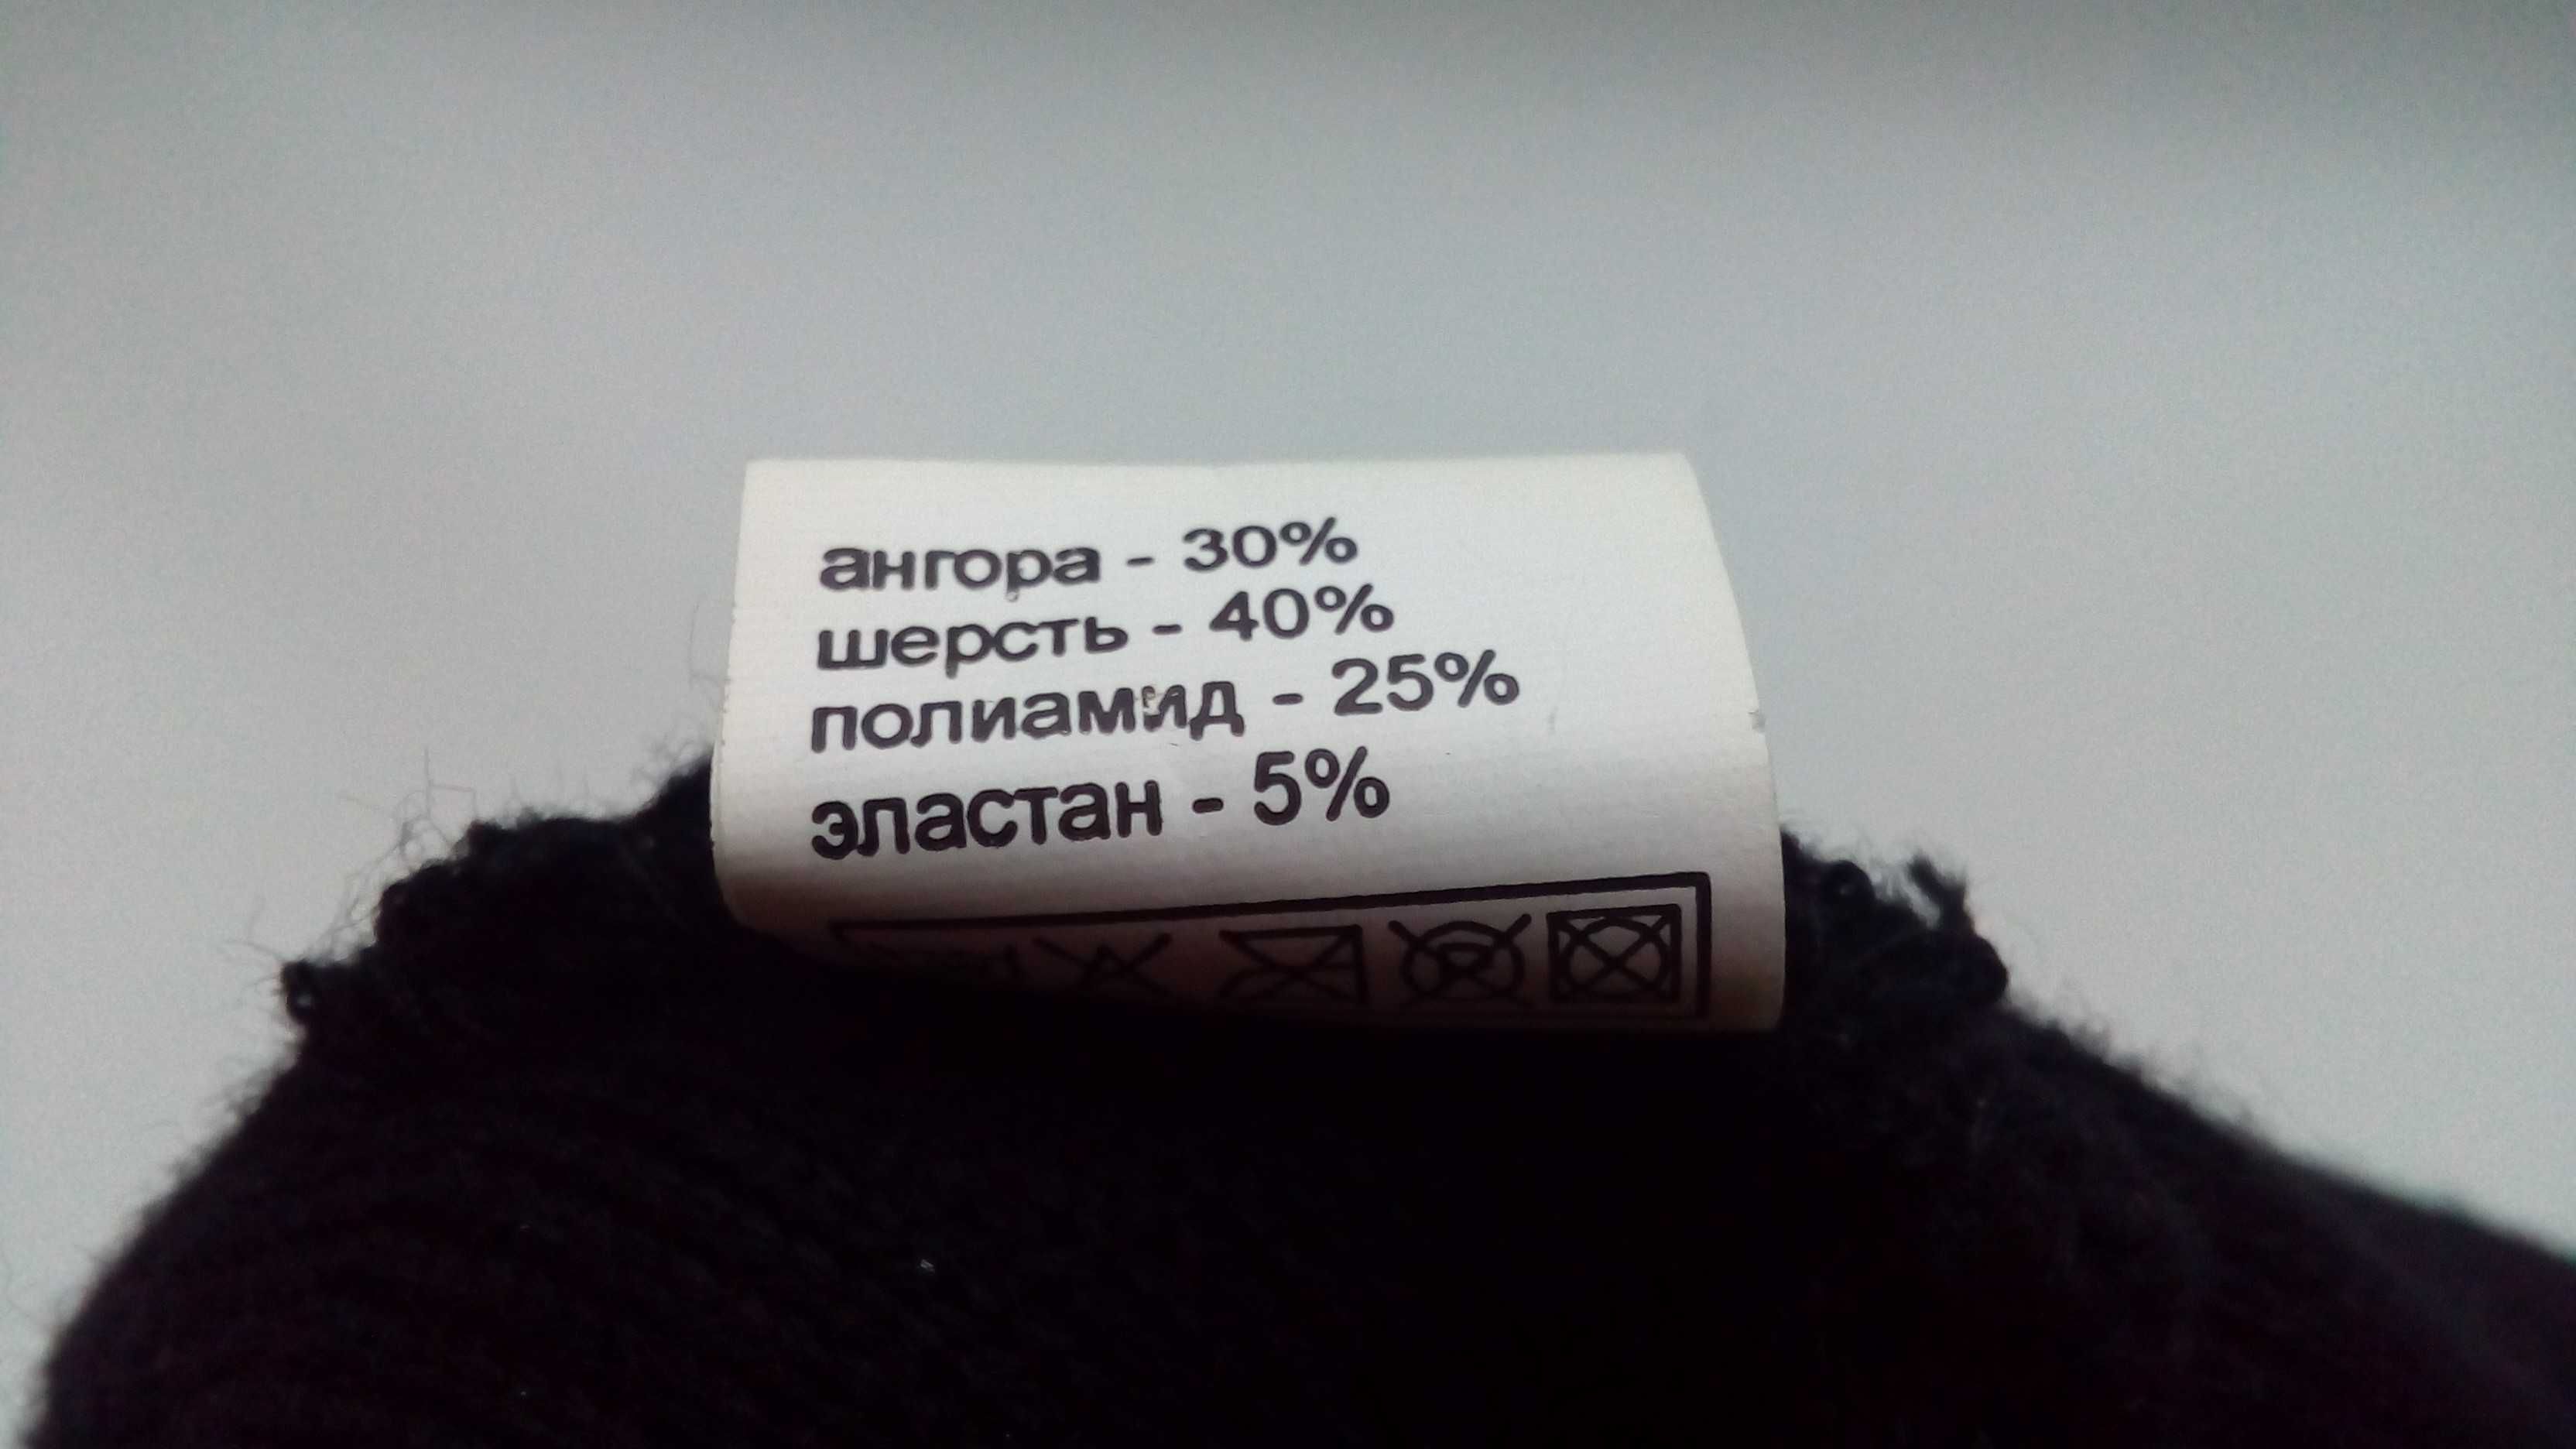 ангора - 30%
шерсть - 40%
полиамид - 25%
эластан - 5%